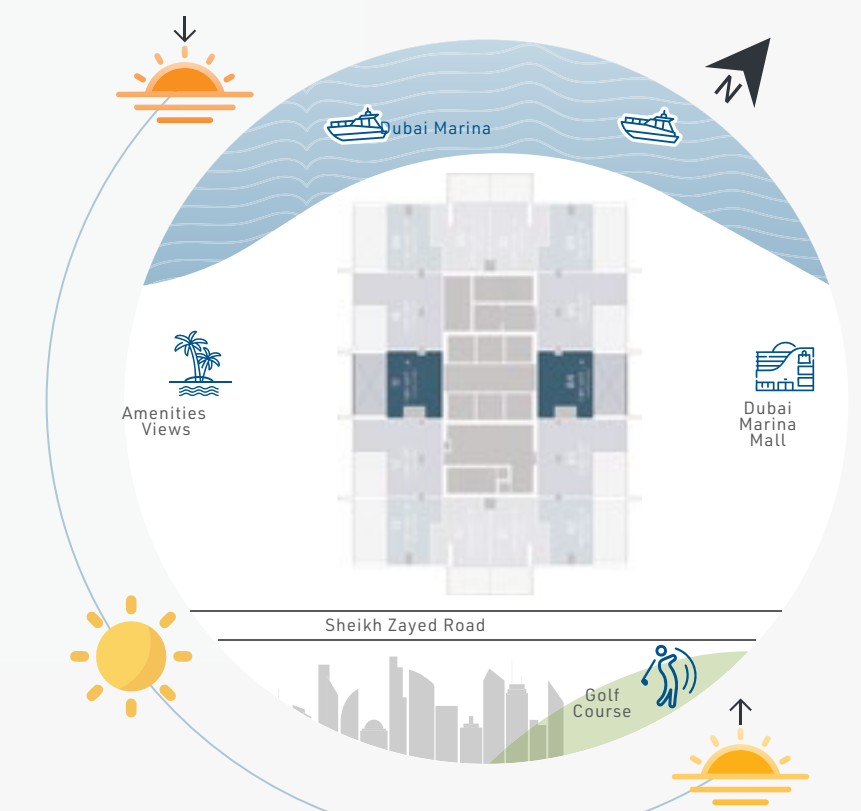 N
Dubai Marina
Amenities
Views
Dubai
Marina
Mall
Sheikh Zayed Road
Golf
Course